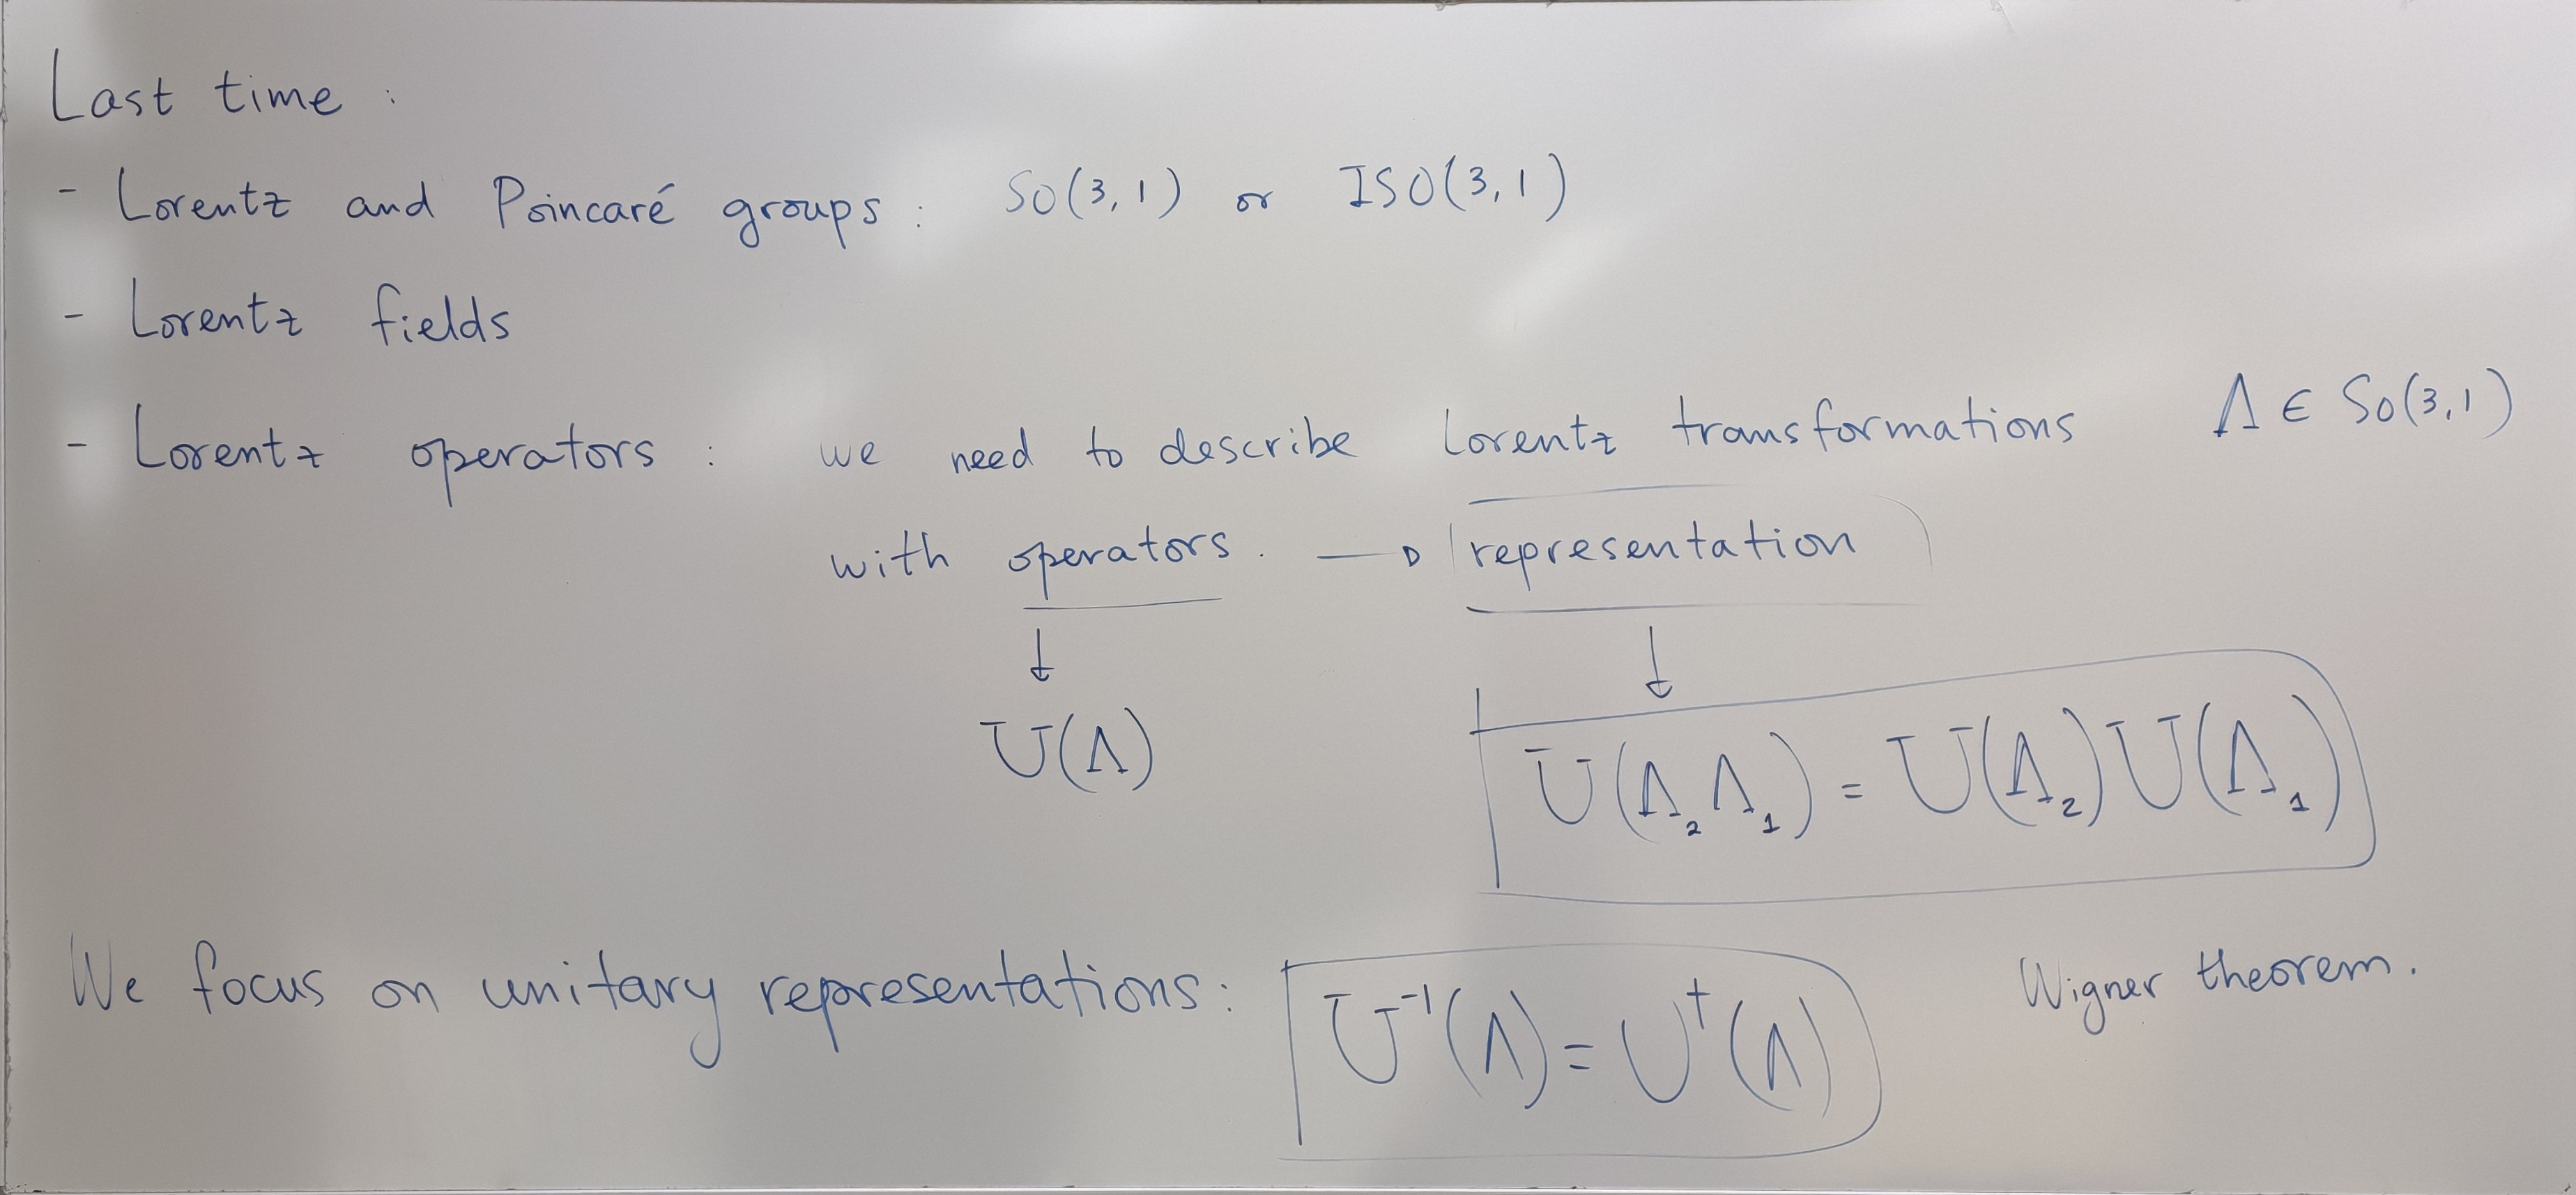 Last time :
- Lorentz and Poincaré groups : SO(3,1) or ISO(3,1)
- Lorentz fields
- Lorentz operators : we need to describe Lorentz transformations Λ ∈ SO(3,1)
with operators. → representation
↓ ↓
U(Λ) U(Λ₂Λ₁) = U(Λ₂)U(Λ₁)
We focus on unitary representations: U⁻¹(Λ) = U†(Λ) Wigner theorem.